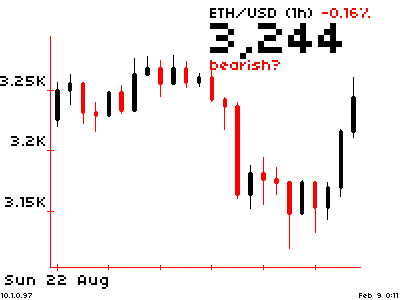 ETH/USD (1h) -0.16%
3,244
bearish?
3.25K
3.2K
3.15K
Sun 22 Aug
10.1.0.97
Feb 9 0:11